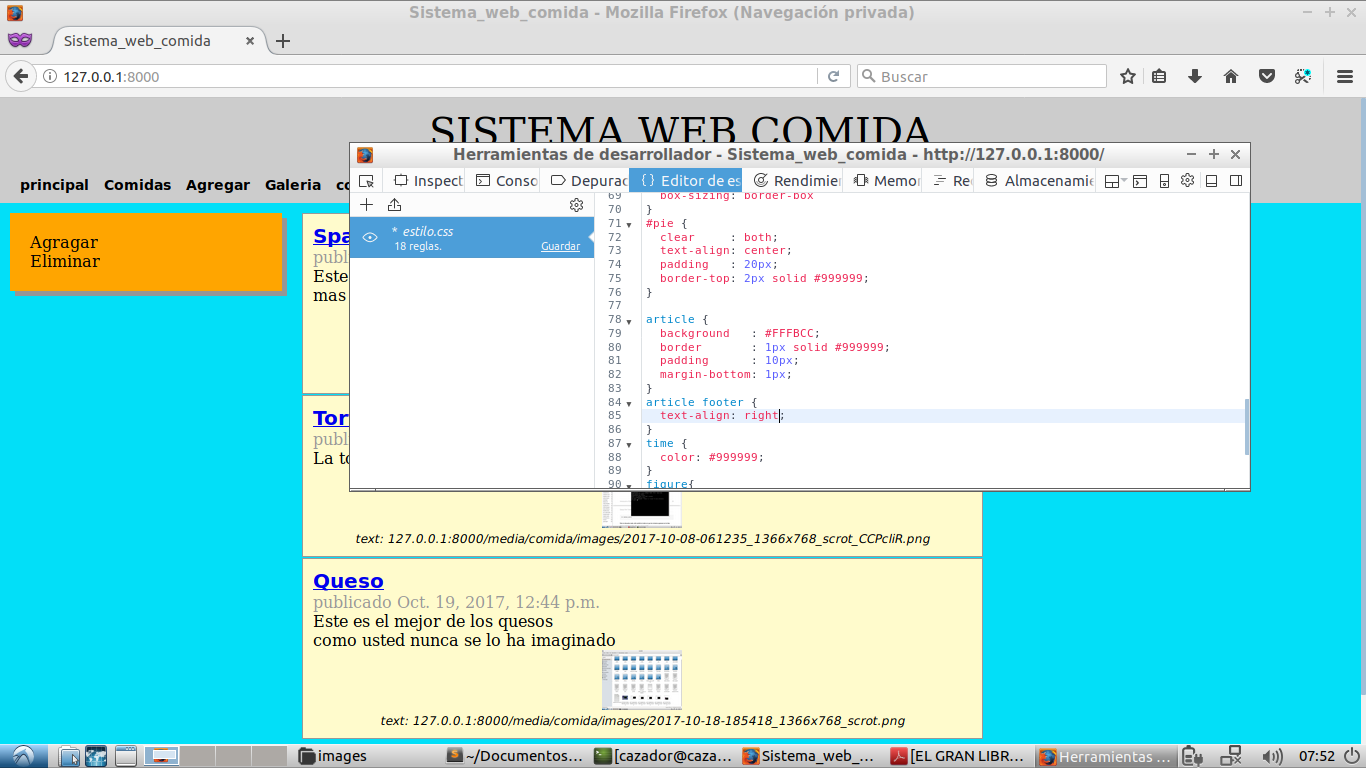 Sistema_web_comida - Mozilla Firefox (Navegación privada)
Sistema_web_comida
127.0.0.1:8000
Buscar
SISTEMA WEB COMIDA
principal Comidas Agregar Galeria co
Agragar
Eliminar
Spa
publ
Este
mas
Tor
publ
La to
text: 127.0.0.1:8000/media/comida/images/2017-10-08-061235_1366x768_scrot_CCPcliR.png
Queso
publicado Oct. 19, 2017, 12:44 p.m.
Este es el mejor de los quesos
como usted nunca se lo ha imaginado
text: 127.0.0.1:8000/media/comida/images/2017-10-18-185418_1366x768_scrot.png
Herramientas de desarrollador - Sistema_web_comida - http://127.0.0.1:8000/
Inspect Conso Depurac { } Editor de es Rendimier Memor Re Almacenamie
* estilo.css
18 reglas. Guardar
69 box-sizing: border-box
70 }
71 #pie {
72 clear : both;
73 text-align: center;
74 padding : 20px;
75 border-top: 2px solid #999999;
76 }
77
78 article {
79 background : #FFFBCC;
80 border : 1px solid #999999;
81 padding : 10px;
82 margin-bottom: 1px;
83 }
84 article footer {
85 text-align: right;
86 }
87 time {
88 color: #999999;
89 }
90 figure{
images ~/Documentos... [cazador@caza... Sistema_web_... [EL GRAN LIBR... Herramientas ... 07:52